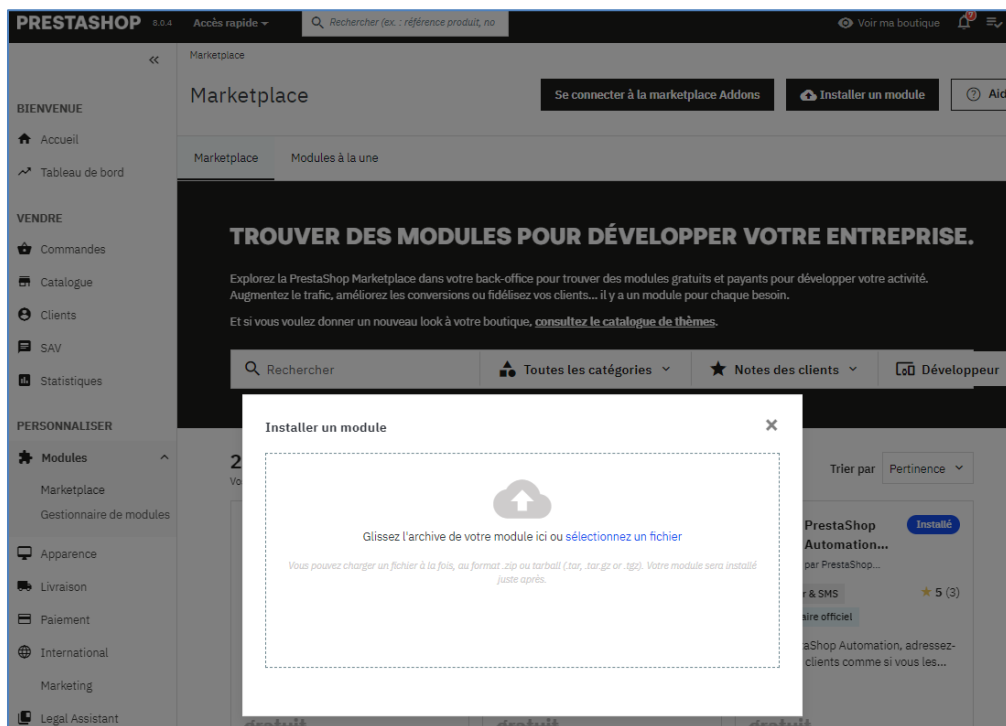 PRESTASHOP 8.0.4 Accès rapide Rechercher (ex. : référence produit, no Voir ma boutique
Marketplace
Marketplace Se connecter à la marketplace Addons Installer un module Aid
BIENVENUE
Accueil
Tableau de bord
Marketplace Modules à la une
VENDRE
Commandes
Catalogue
Clients
SAV
Statistiques
PERSONNALISER
Modules
Marketplace
Gestionnaire de modules
Apparence
Livraison
Paiement
International
Marketing
Legal Assistant
TROUVER DES MODULES POUR DÉVELOPPER VOTRE ENTREPRISE.
Explorez la PrestaShop Marketplace dans votre back-office pour trouver des modules gratuits et payants pour développer votre activité.
Augmentez le trafic, améliorez les conversions ou fidélisez vos clients... il y a un module pour chaque besoin.
Et si vous voulez donner un nouveau look à votre boutique, consultez le catalogue de thèmes.
Rechercher Toutes les catégories Notes des clients Développeur
Installer un module
Glissez l'archive de votre module ici ou sélectionnez un fichier
Vous pouvez charger un fichier à la fois, au format .zip ou tarball (.tar, .tar.gz or .tgz). Votre module sera installé
juste après.
2
Vo
Trier par Pertinence
PrestaShop Installé
Automation...
par PrestaShop...
r & SMS 5 (3)
aire officiel
taShop Automation, adressez-
clients comme si vous les...
gratuit gratuit gratuit